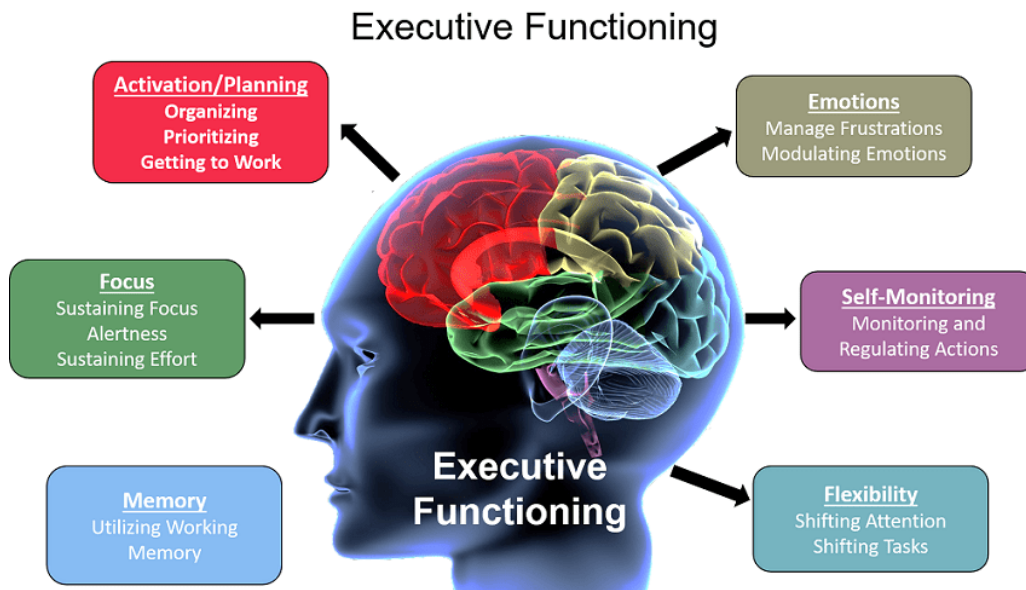 Executive Functioning
Activation/Planning
Organizing
Prioritizing
Getting to Work
Emotions
Manage Frustrations
Modulating Emotions
Focus
Sustaining Focus
Alertness
Sustaining Effort
Self-Monitoring
Monitoring and
Regulating Actions
Executive
Functioning
Memory
Utilizing Working
Memory
Flexibility
Shifting Attention
Shifting Tasks